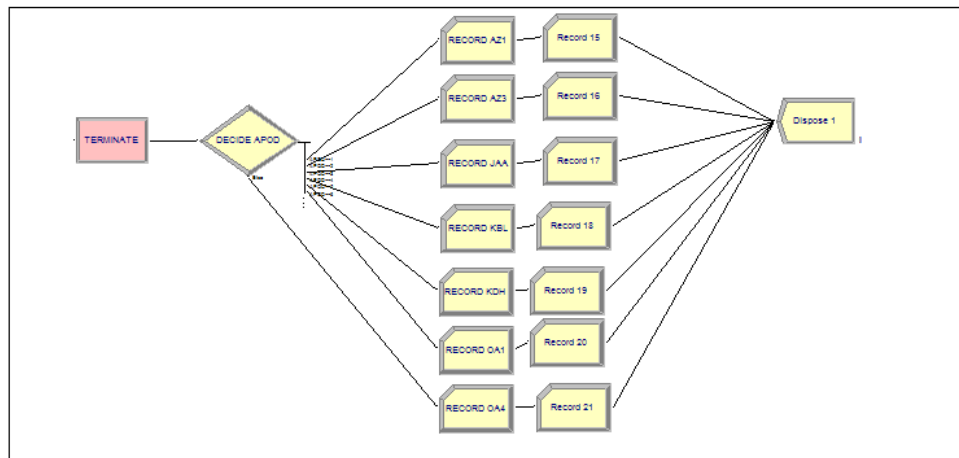 RECORD AZ1
Record 15
RECORD AZ3
Record 16
TERMINATE
DECIDE APOD
Dispose 1
RECORD JAA
Record 17
Else
RECORD KBL
Record 18
RECORD KDH
Record 19
RECORD OA1
Record 20
RECORD OA4
Record 21